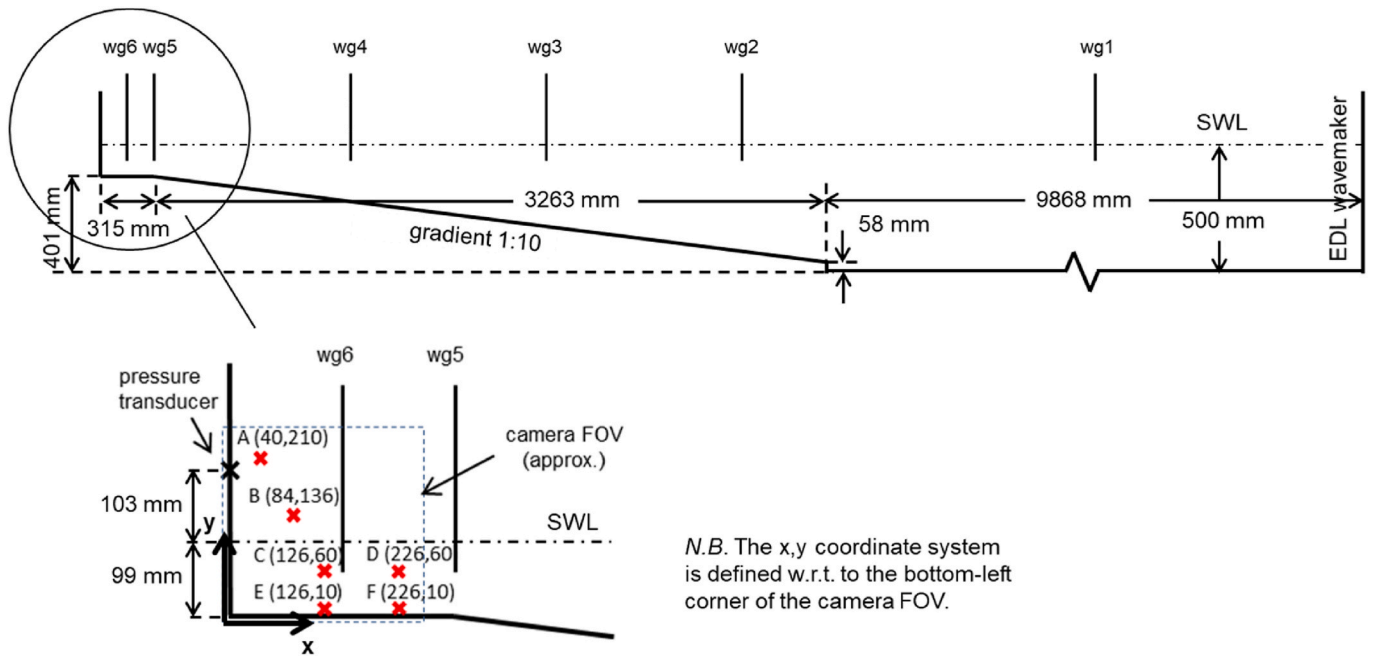 wg6 wg5
wg4
wg3
wg2
wg1
SWL
EDL wavemaker
401 mm
315 mm
3263 mm
gradient 1:10
58 mm
9868 mm
500 mm
wg6
wg5
pressure
transducer
A (40,210)
camera FOV
(approx.)
103 mm
B (84,136)
y
SWL
C (126,60)
D (226,60
99 mm
E (126,10)
F (226,10)
x
N.B. The x,y coordinate system
is defined w.r.t. to the bottom-left
corner of the camera FOV.